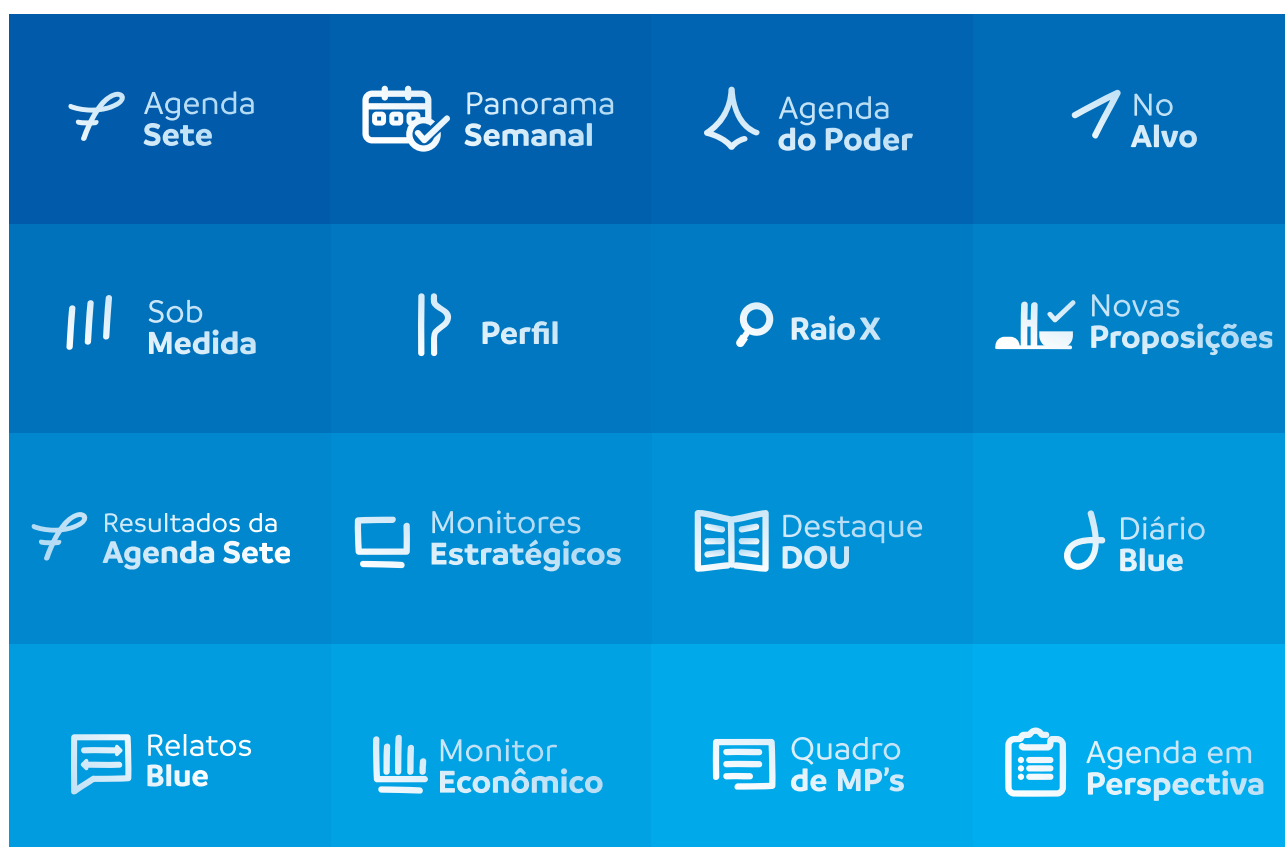 Agenda
Sete
Panorama
Semanal
Agenda
do Poder
No
Alvo
Sob
Medida
Perfil
Raio X
Novas
Proposições
Resultados da
Agenda Sete
Monitores
Estratégicos
Destaque
DOU
Diário
Blue
Relatos
Blue
Monitor
Econômico
Quadro
de MP's
Agenda em
Perspectiva